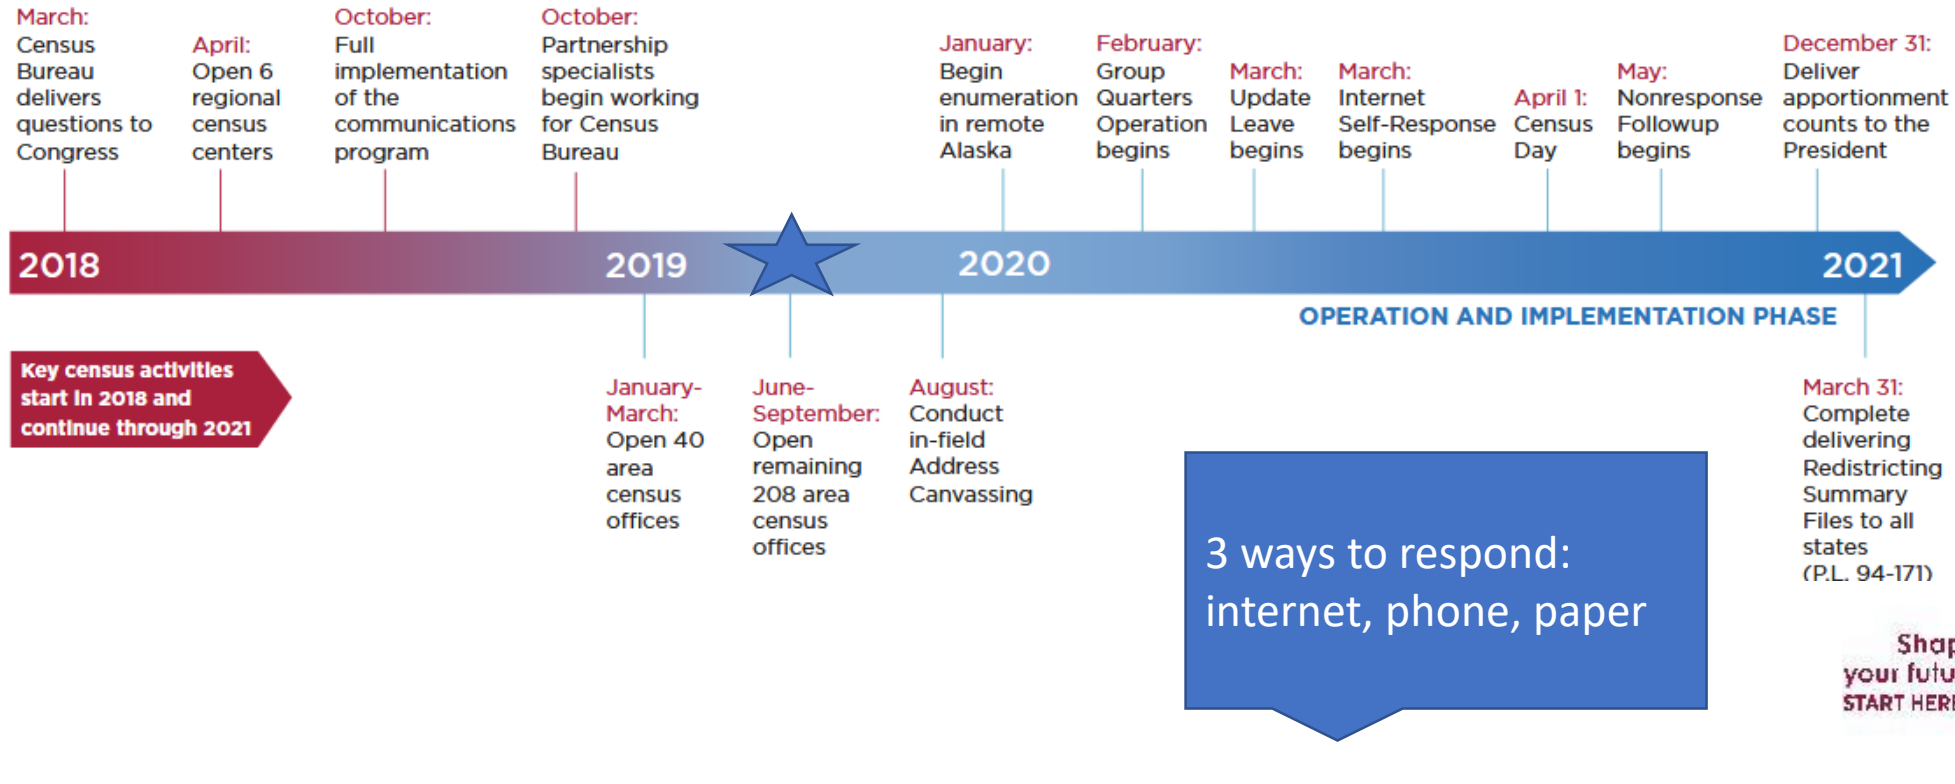 March:
Census
Bureau
delivers
questions to
Congress
April:
Open 6
regional
census
centers
October:
Full
implementation
of the
communications
program
October:
Partnership
specialists
begin working
for Census
Bureau
January:
Begin
enumeration
in remote
Alaska
February:
Group
Quarters
Operation
begins
March:
Update
Leave
begins
March:
Internet
Self-Response
begins
April 1:
Census
Day
May:
Nonresponse
Followup
begins
December 31:
Deliver
apportionment
counts to the
President
2018
2019
2020
2021
OPERATION AND IMPLEMENTATION PHASE
Key census activities
start in 2018 and
continue through 2021
January-
March:
Open 40
area
census
offices
June-
September:
Open
remaining
208 area
census
offices
August:
Conduct
in-field
Address
Canvassing
March 31:
Complete
delivering
Redistricting
Summary
Files to all
states
(P.L. 94-171)
3 ways to respond:
internet, phone, paper
your
START